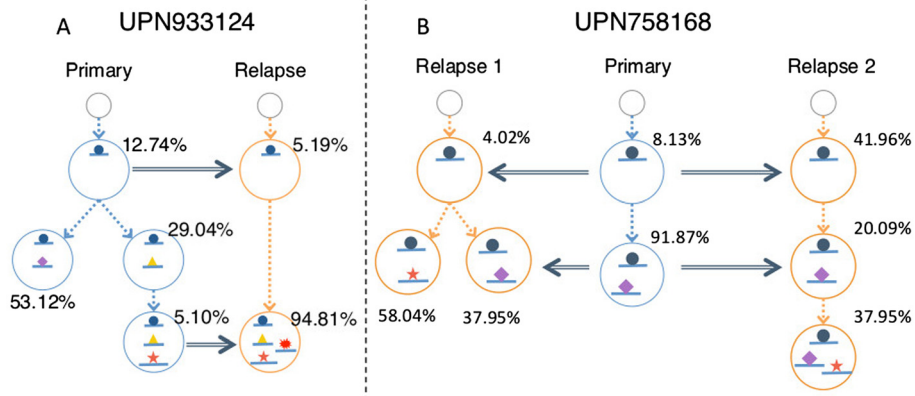 A UPN933124
B UPN758168
Primary Relapse
Relapse 1 Primary Relapse 2
12.74% 5.19%
4.02% 8.13% 41.96%
29.04%
53.12%
91.87% 20.09%
5.10% 94.81%
58.04% 37.95% 37.95%